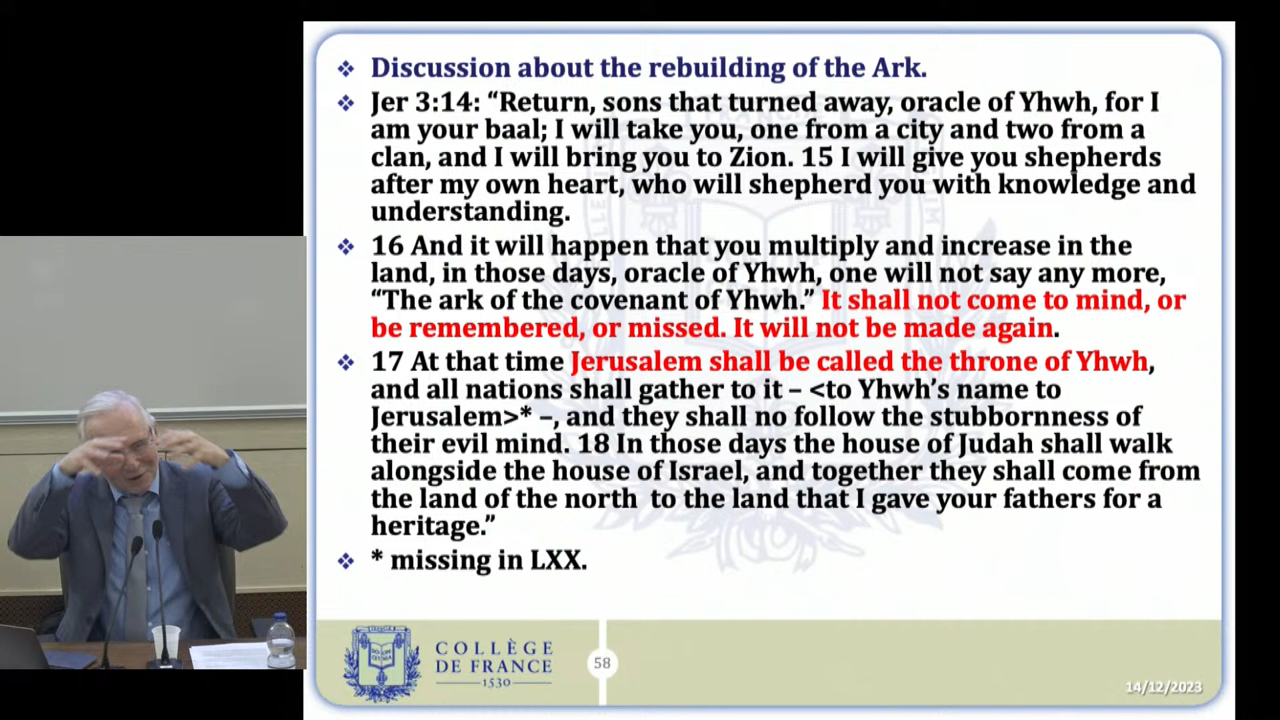 Discussion about the rebuilding of the Ark.
Jer 3:14: “Return, sons that turned away, oracle of Yhwh, for I
am your baal; I will take you, one from a city and two from a
clan, and I will bring you to Zion. 15 I will give you shepherds
after my own heart, who will shepherd you with knowledge and
understanding.
16 And it will happen that you multiply and increase in the
land, in those days, oracle of Yhwh, one will not say any more,
“The ark of the covenant of Yhwh.” It shall not come to mind, or
be remembered, or missed. It will not be made again.
17 At that time Jerusalem shall be called the throne of Yhwh,
and all nations shall gather to it – <to Yhwh’s name to
Jerusalem>* –, and they shall no follow the stubbornness of
their evil mind. 18 In those days the house of Judah shall walk
alongside the house of Israel, and together they shall come from
the land of the north to the land that I gave your fathers for a
heritage.”
* missing in LXX.
COLLÈGE
DE FRANCE
1530
58
14/12/2023